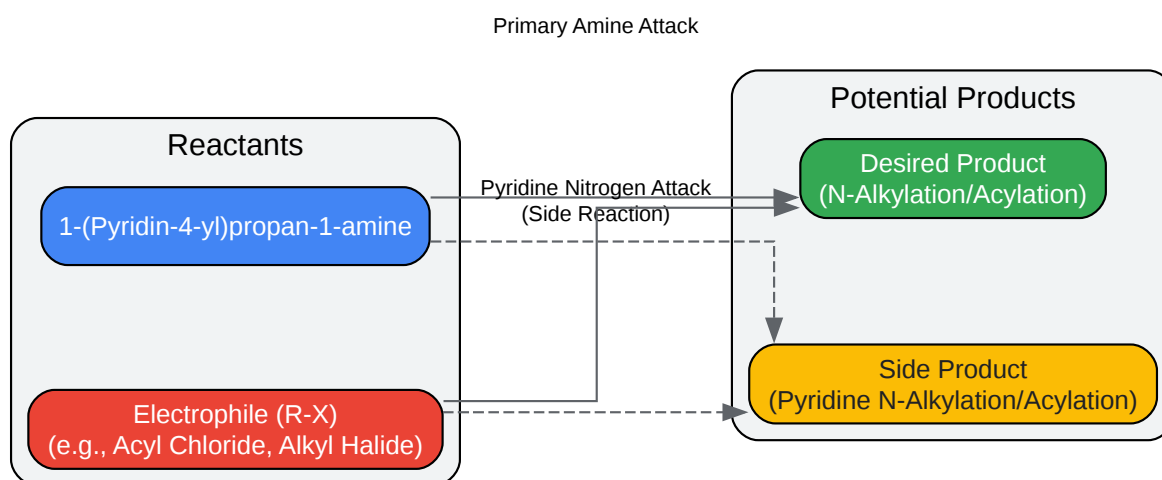 Primary Amine Attack
Potential Products
Reactants
Desired Product
(N-Alkylation/Acylation)
Pyridine Nitrogen Attack
(Side Reaction)
1-(Pyridin-4-yl)propan-1-amine
Side Product
(Pyridine N-Alkylation/Acylation)
Electrophile (R-X)
(e.g., Acyl Chloride, Alkyl Halide)